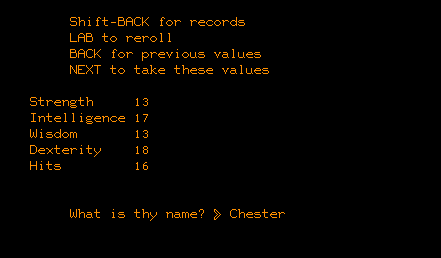 Shift-BACK for records
LAB to reroll
BACK for previous values
NEXT to take these values
Strength 13
Intelligence 17
Wisdom 13
Dexterity 18
Hits 16
What is thy name? > Chester